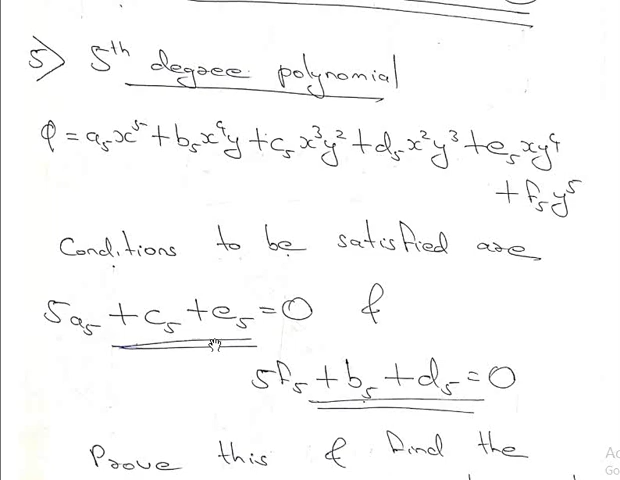 5) 5th degree polynomial
φ = a₅x⁵ + b₅x⁴y + c₅x³y² + d₅x²y³ + e₅xy⁴
+ f₅y⁵
Conditions to be satisfied are
5a₅ + c₅ + e₅ = 0 &
5f₅ + b₅ + d₅ = 0
Prove this & find the